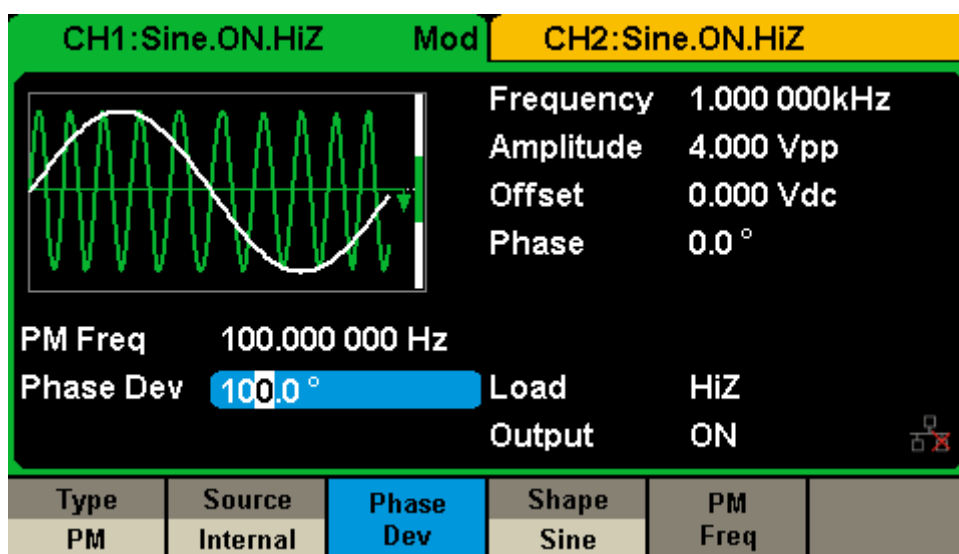 CH1:Sine.ON.HiZ Mod CH2:Sine.ON.HiZ
Frequency 1.000 000kHz
Amplitude 4.000 Vpp
Offset 0.000 Vdc
Phase 0.0 °
PM Freq 100.000 000 Hz
Phase Dev 100.0 ° Load HiZ
Output ON
Type Source Phase Dev Shape PM Freq
PM Internal Sine